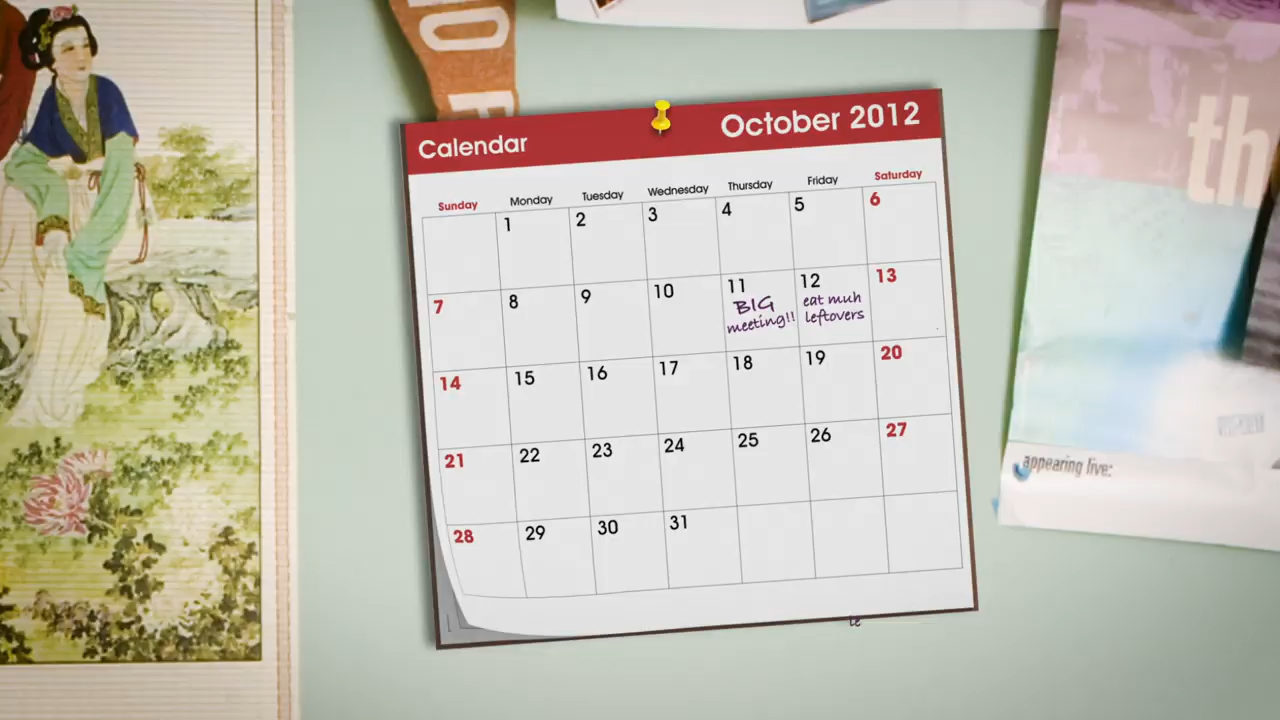 IO F
th
Calendar
October 2012
Sunday Monday Tuesday Wednesday Thursday Friday Saturday
1 2 3 4 5 6
7 8 9 10 11 12 13
BIG
meeting!!
eat muh
leftovers
14 15 16 17 18 19 20
21 22 23 24 25 26 27
28 29 30 31
appearing live:
le